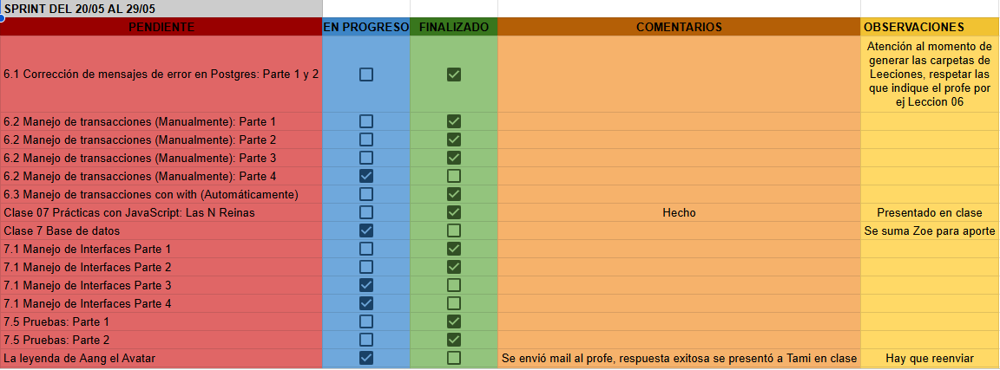 SPRINT DEL 20/05 AL 29/05
PENDIENTE EN PROGRESO FINALIZADO COMENTARIOS OBSERVACIONES
6.1 Corrección de mensajes de error en Postgres: Parte 1 y 2
Atención al momento de
generar las carpetas de
Leeciones, respetar las
que indique el profe por
ej Leccion 06
6.2 Manejo de transacciones (Manualmente): Parte 1
6.2 Manejo de transacciones (Manualmente): Parte 2
6.2 Manejo de transacciones (Manualmente): Parte 3
6.2 Manejo de transacciones (Manualmente): Parte 4
6.3 Manejo de transacciones con with (Automáticamente)
Clase 07 Prácticas con JavaScript: Las N Reinas Hecho Presentado en clase
Clase 7 Base de datos Se suma Zoe para aporte
7.1 Manejo de Interfaces Parte 1
7.1 Manejo de Interfaces Parte 2
7.1 Manejo de Interfaces Parte 3
7.1 Manejo de Interfaces Parte 4
7.5 Pruebas: Parte 1
7.5 Pruebas: Parte 2
La leyenda de Aang el Avatar Se envió mail al profe, respuesta exitosa se presentó a Tami en clase Hay que reenviar